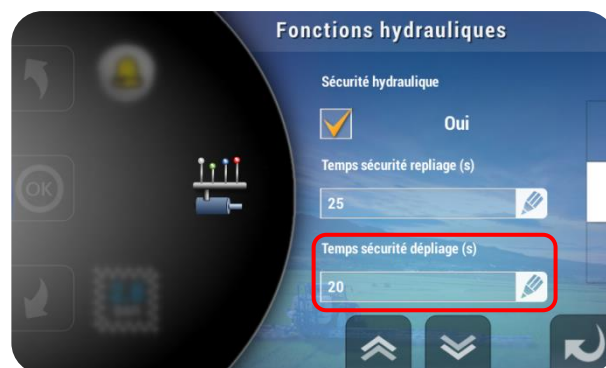 Fonctions hydrauliques
Sécurité hydraulique
Oui
Temps sécurité repliage (s)
25
Temps sécurité dépliage (s)
20
OK